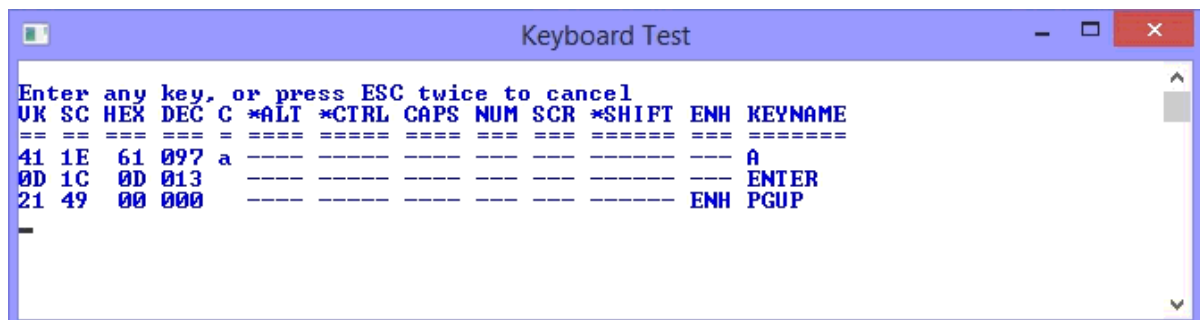 Keyboard Test
Enter any key, or press ESC twice to cancel
VK SC HEX DEC C *ALT *CTRL CAPS NUM SCR *SHIFT ENH KEYNAME
== == === === = ==== ===== ==== === === ====== === =======
41 1E  61 097 a ---- ----- ---- --- --- ------ --- A
0D 1C  0D 013   ---- ----- ---- --- --- ------ --- ENTER
21 49  00 000   ---- ----- ---- --- --- ------ ENH PGUP